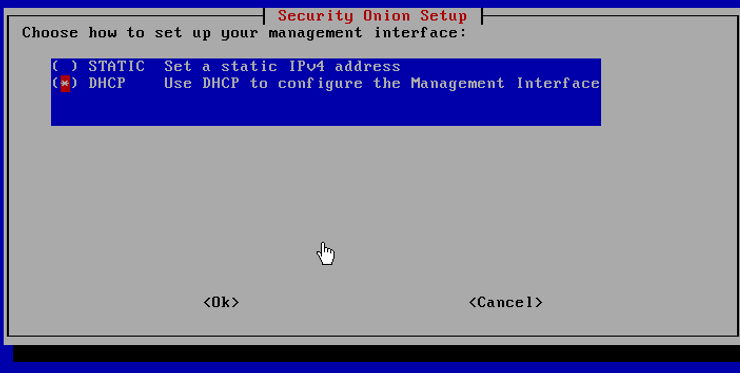 Security Onion Setup
Choose how to set up your management interface:
( ) STATIC Set a static IPv4 address
(*) DHCP Use DHCP to configure the Management Interface
<Ok> <Cancel>